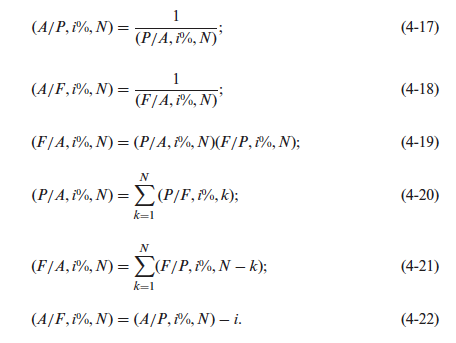 (A/P, i%, N) = 1 / (P/A, i%, N); (4-17)
(A/F, i%, N) = 1 / (F/A, i%, N); (4-18)
(F/A, i%, N) = (P/A, i%, N)(F/P, i%, N); (4-19)
(P/A, i%, N) = ∑_{k=1}^{N} (P/F, i%, k); (4-20)
(F/A, i%, N) = ∑_{k=1}^{N} (F/P, i%, N − k); (4-21)
(A/F, i%, N) = (A/P, i%, N) − i. (4-22)